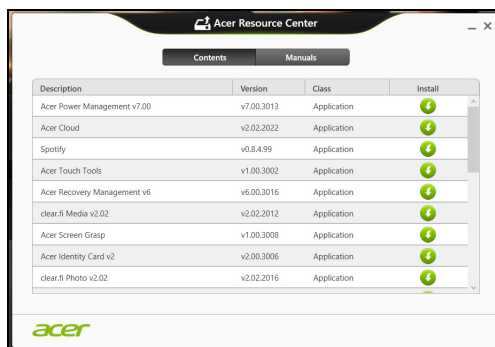 Acer Resource Center
Contents Manuals
Description Version Class Install
Acer Power Management v7.00 v7.00.3013 Application
Acer Cloud v2.02.2022 Application
Spotify v0.8.4.99 Application
Acer Touch Tools v1.00.3002 Application
Acer Recovery Management v6 v6.00.3016 Application
clear.fi Media v2.02 v2.02.2012 Application
Acer Screen Grasp v1.00.3008 Application
Acer Identity Card v2 v2.00.3006 Application
clear.fi Photo v2.02 v2.02.2016 Application
acer